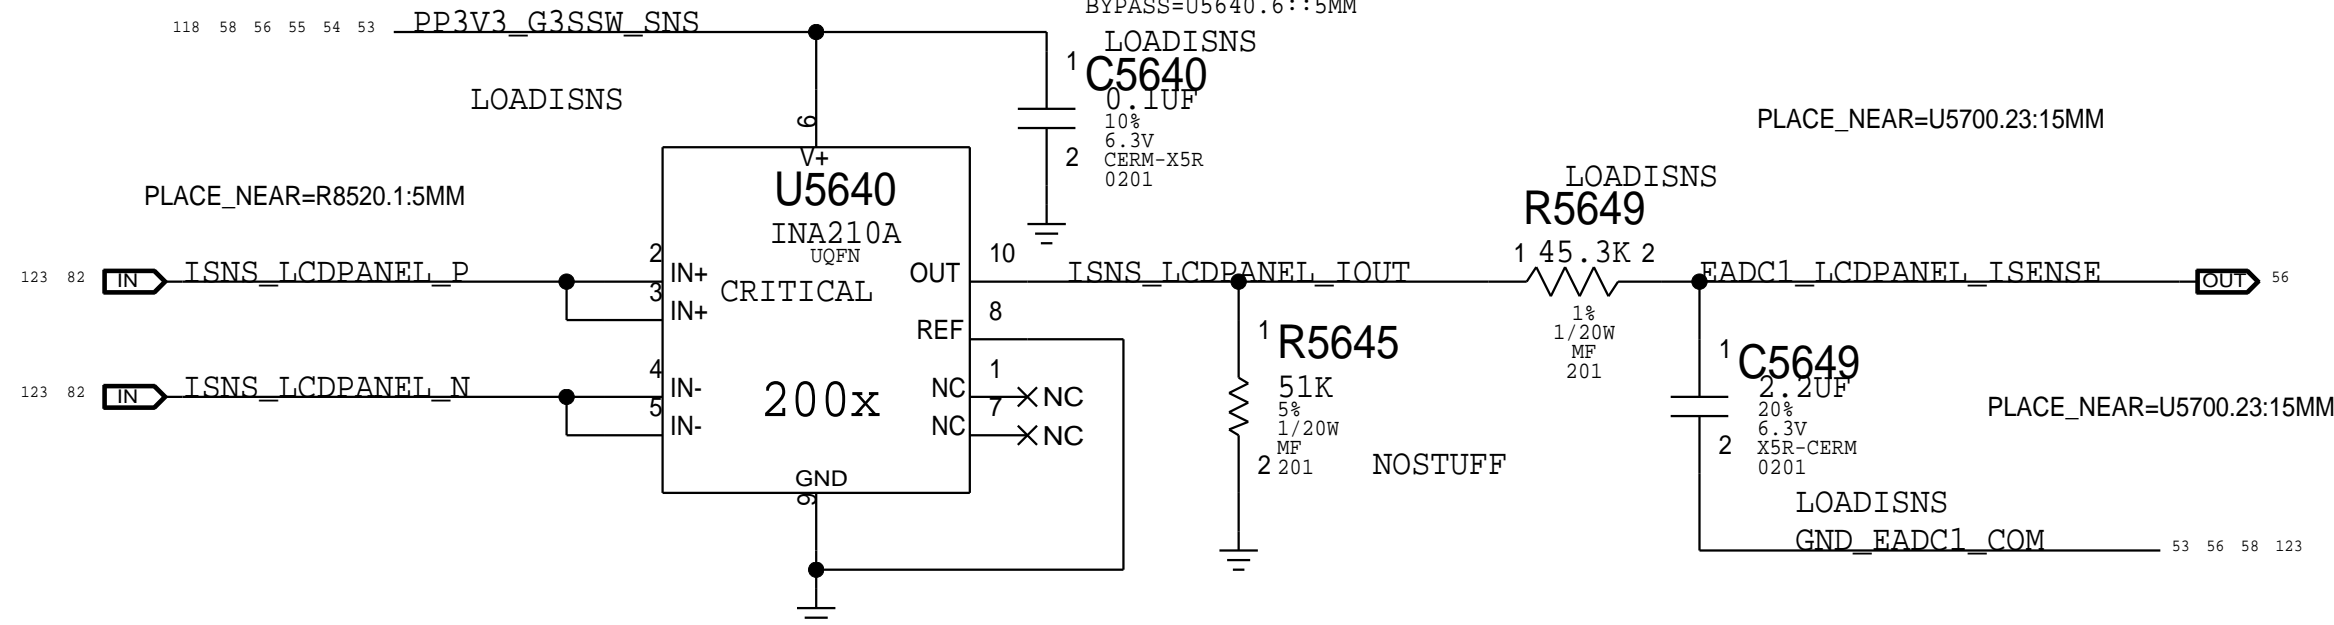 BYPASS=U5640.6::5MM
118 58 56 55 54 53 PP3V3_G3SSW_SNS
LOADISNS
1 C5640
0.1UF
10%
6.3V
2 CERM-X5R
0201
LOADISNS
PLACE_NEAR=U5700.23:15MM
6
V+
U5640
INA210A
UQFN
CRITICAL
200x
PLACE_NEAR=R8520.1:5MM
LOADISNS
R5649
1 45.3K 2
1%
1/20W
MF
201
123 82 IN ISNS_LCDPANEL_P 2 IN+
3 IN+
OUT 10 ISNS_LCDPANEL_IOUT
EADC1_LCDPANEL_ISENSE OUT 56
REF 8
123 82 IN ISNS_LCDPANEL_N 4 IN-
5 IN-
NC 1 NC
NC 7 NC
GND
9
1 R5645
51K
5%
1/20W
MF
2 201
NOSTUFF
1 C5649
2.2UF
20%
6.3V
2 X5R-CERM
0201
PLACE_NEAR=U5700.23:15MM
LOADISNS
GND_EADC1_COM 53 56 58 123